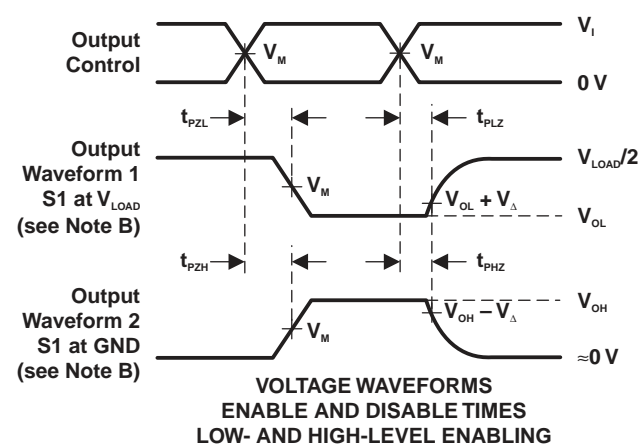 Output
Control
V_M
V_M
V_I
0 V
t_PZL
t_PLZ
Output
Waveform 1
S1 at V_LOAD
(see Note B)
V_M
V_OL + V_Δ
V_LOAD/2
V_OL
t_PZH
t_PHZ
Output
Waveform 2
S1 at GND
(see Note B)
V_M
V_OH – V_Δ
V_OH
≈0 V
VOLTAGE WAVEFORMS
ENABLE AND DISABLE TIMES
LOW- AND HIGH-LEVEL ENABLING